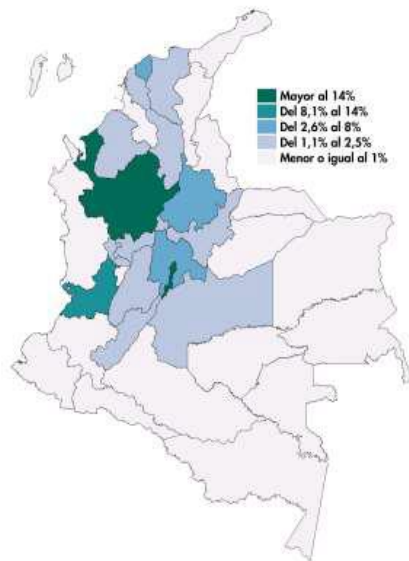 Mayor al 14%
Del 8,1% al 14%
Del 2,6% al 8%
Del 1,1% al 2,5%
Menor o igual al 1%